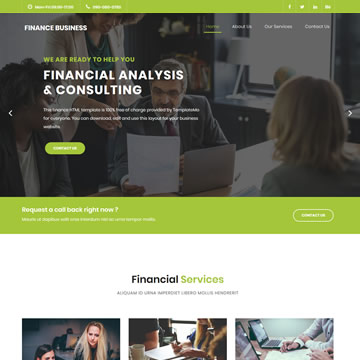 Mon-Fri 09:00-17:00 090-080-0760
FINANCE BUSINESS
Home About Us Our Services Contact Us
WE ARE READY TO HELP YOU
FINANCIAL ANALYSIS
& CONSULTING
This finance HTML template is 100% free of charge provided by TemplateMo
for everyone. You can download, edit and use this layout for your business
website.
CONTACT US
Request a call back right now ?
Mauris ut dapibus velit cras interdum nisl ac urna tempor mollis.
CONTACT US
Financial Services
ALIQUAM ID URNA IMPERDIET LIBERO MOLLIS HENDRERIT